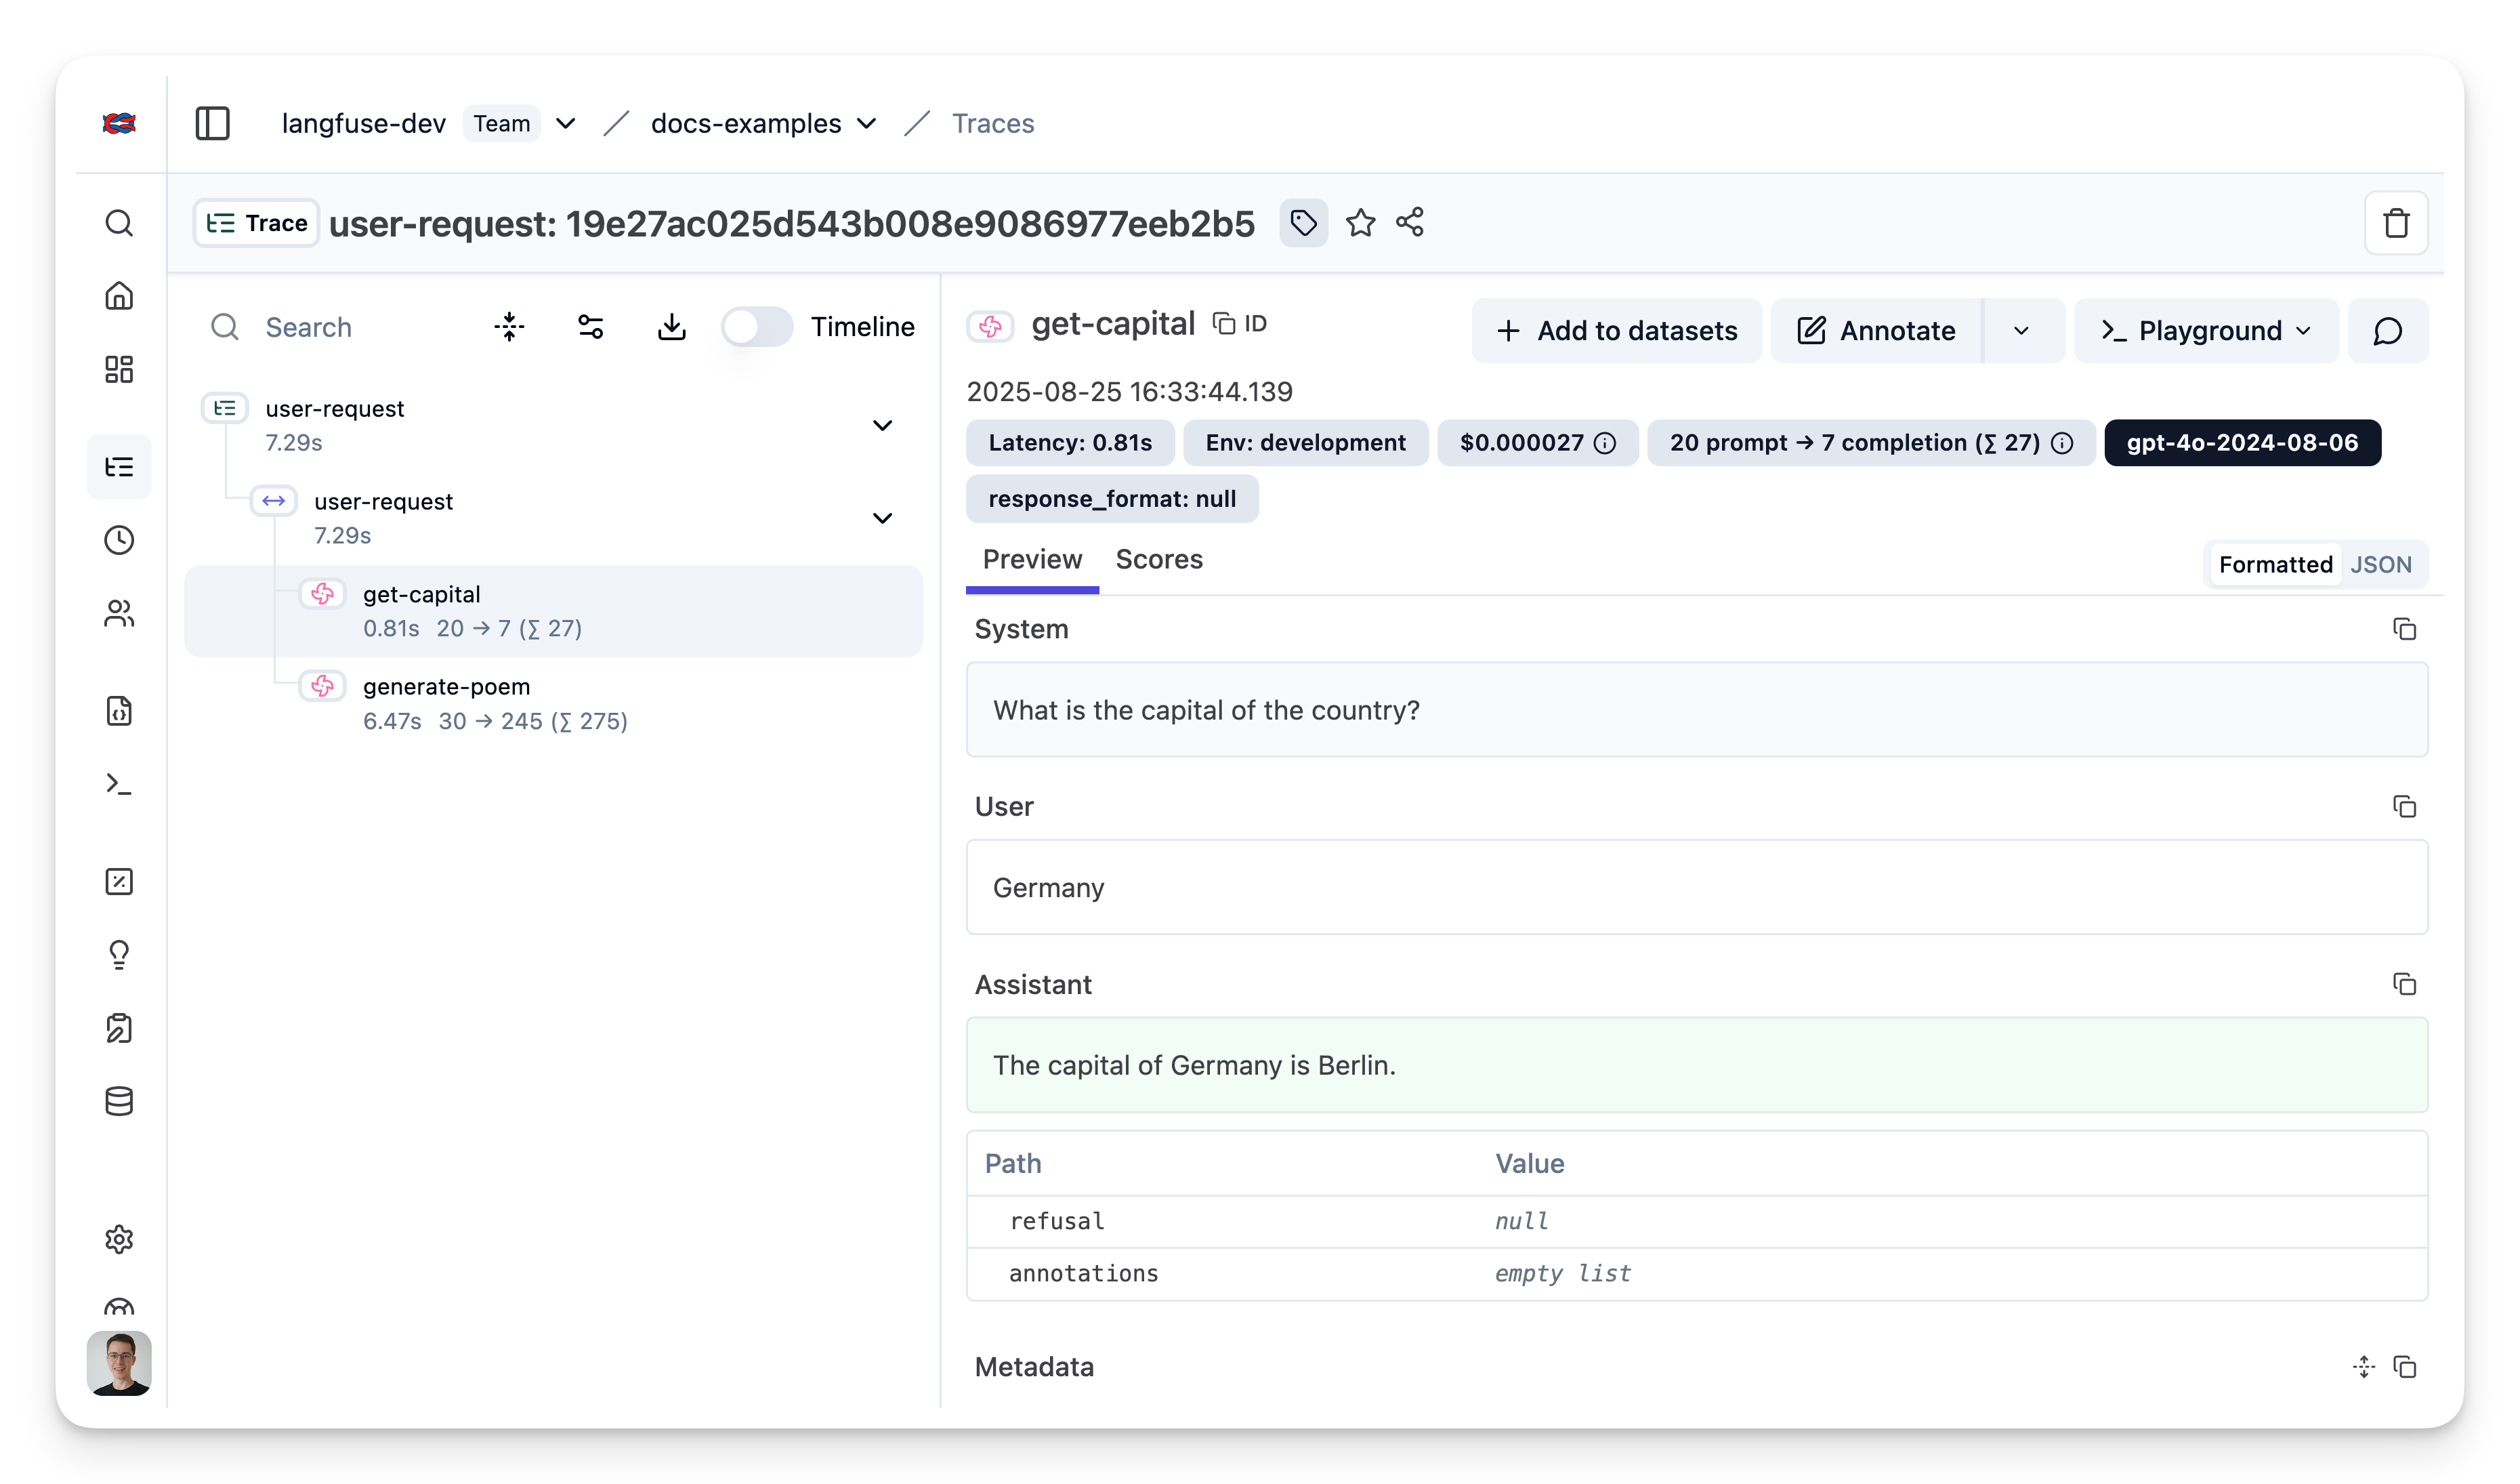 langfuse-dev Team / docs-examples / Traces
Trace user-request: 19e27ac025d543b008e9086977eeb2b5
Search Timeline
user-request
7.29s
user-request
7.29s
get-capital
0.81s 20 → 7 (∑ 27)
generate-poem
6.47s 30 → 245 (∑ 275)
get-capital ID
Add to datasets Annotate Playground
2025-08-25 16:33:44.139
Latency: 0.81s Env: development $0.000027 20 prompt → 7 completion (∑ 27) gpt-4o-2024-08-06
response_format: null
Preview Scores Formatted JSON
System
What is the capital of the country?
User
Germany
Assistant
The capital of Germany is Berlin.
Path Value
refusal null
annotations empty list
Metadata